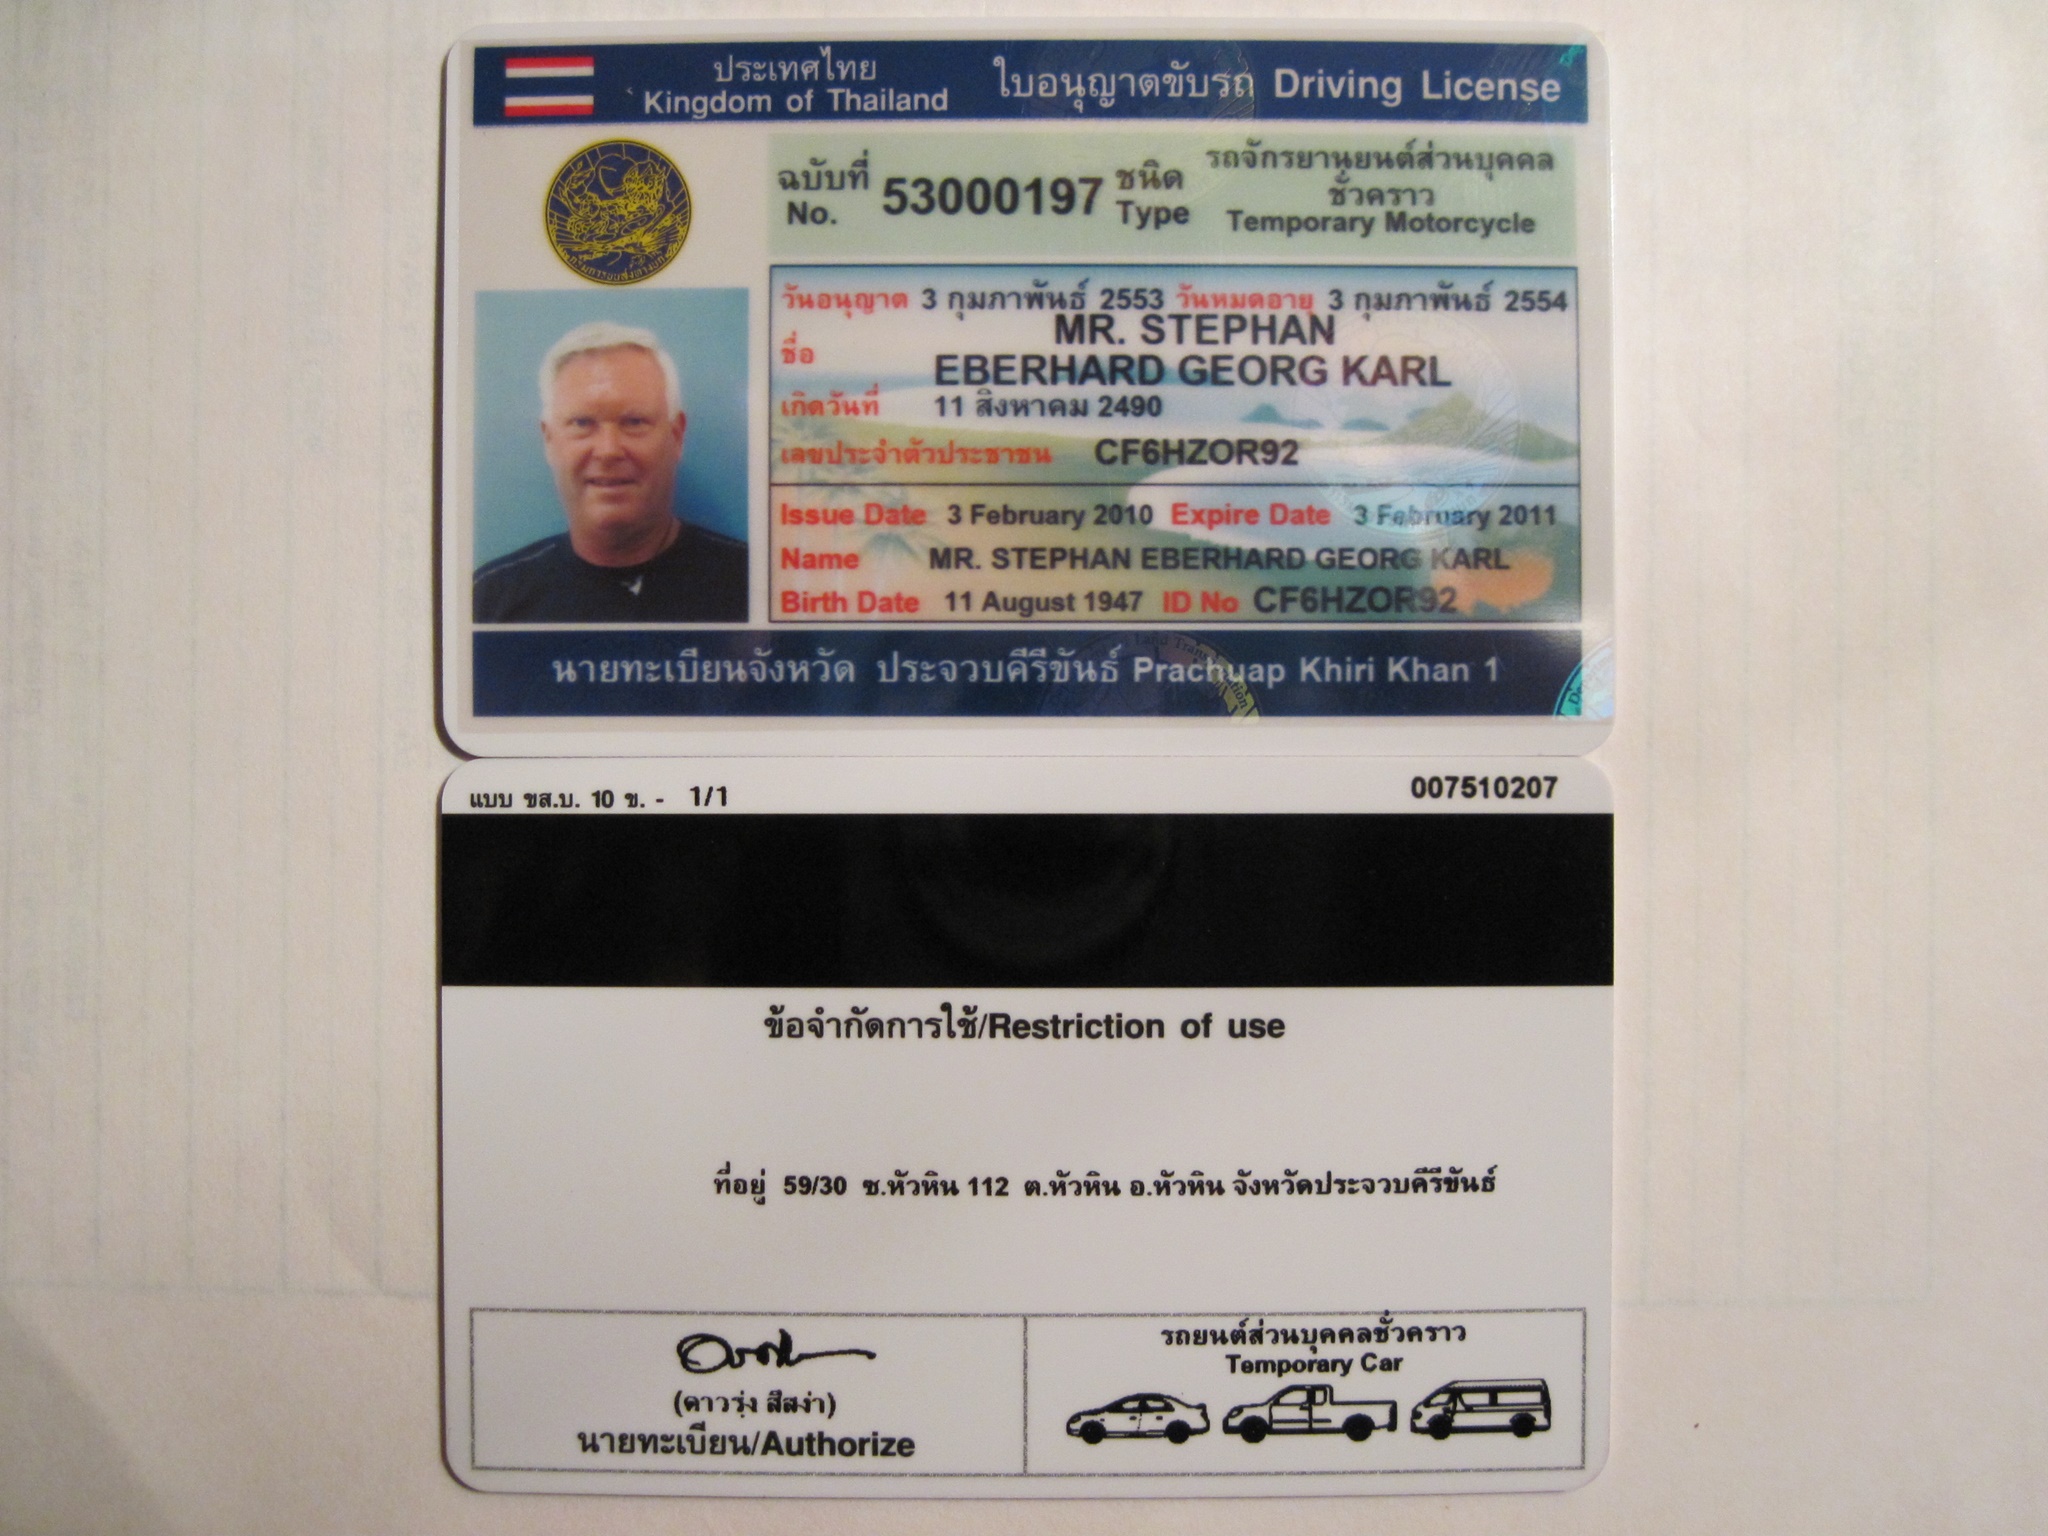 ประเทศไทย
Kingdom of Thailand
ใบอนุญาตขับรถ Driving License
ฉบับที่ 53000197 ชนิด รถจักรยานยนต์ส่วนบุคคล
ชั่วคราว
No. Type Temporary Motorcycle
วันอนุญาต 3 กุมภาพันธ์ 2553 วันหมดอายุ 3 กุมภาพันธ์ 2554
MR. STEPHAN
ชื่อ EBERHARD GEORG KARL
เกิดวันที่ 11 สิงหาคม 2490
เลขประจำตัวประชาชน CF6HZOR92
Issue Date 3 February 2010 Expire Date 3 February 2011
Name MR. STEPHAN EBERHARD GEORG KARL
Birth Date 11 August 1947 ID No CF6HZOR92
นายทะเบียนจังหวัด ประจวบคีรีขันธ์ Prachuap Khiri Khan 1
แบบ ขส.บ. 10 ข. - 1/1 007510207
ข้อจำกัดการใช้/Restriction of use
ที่อยู่ 59/30 ซ.หัวหิน 112 ต.หัวหิน อ.หัวหิน จังหวัดประจวบคีรีขันธ์
(ดาวรุ่ง สีสง่า)
นายทะเบียน/Authorize
รถยนต์ส่วนบุคคลชั่วคราว
Temporary Car